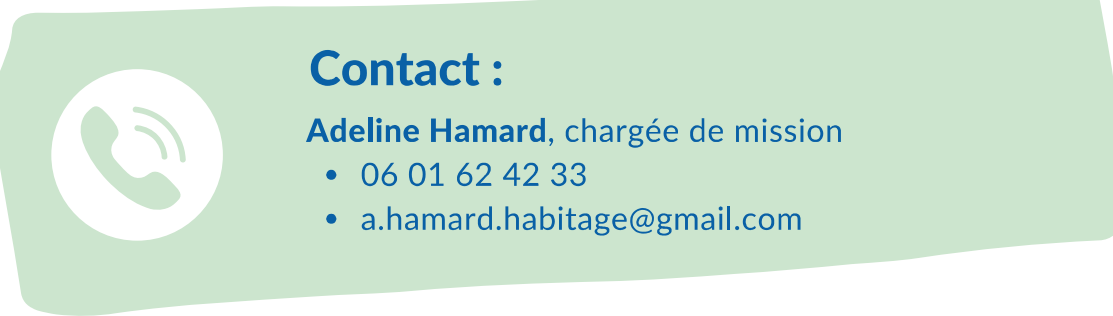 Contact :
Adeline Hamard, chargée de mission
• 06 01 62 42 33
• a.hamard.habitage@gmail.com